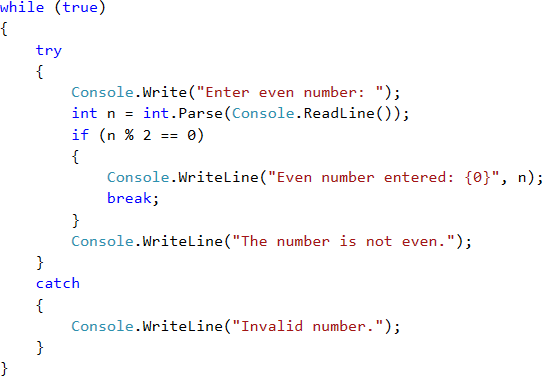 while (true)
{
    try
    {
        Console.Write("Enter even number: ");
        int n = int.Parse(Console.ReadLine());
        if (n % 2 == 0)
        {
            Console.WriteLine("Even number entered: {0}", n);
            break;
        }
        Console.WriteLine("The number is not even.");
    }
    catch
    {
        Console.WriteLine("Invalid number.");
    }
}